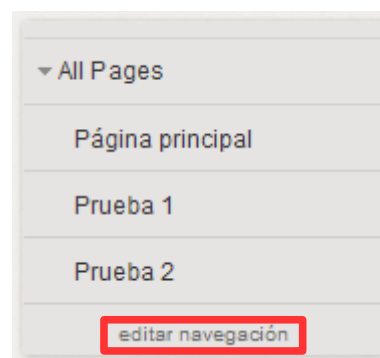 All Pages
Página principal
Prueba 1
Prueba 2
editar navegación